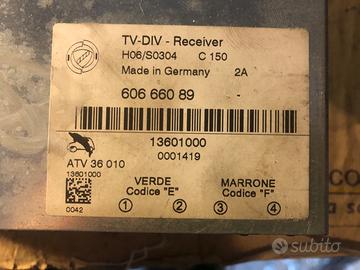 TV-DIV - Receiver
H06/S0304 C 150
Made in Germany 2A
606 660 89
13601000
0001419
ATV 36 010
13601000
0042
VERDE
Codice "E"
MARRONE
Codice "F"
1 2 3 4
CO
subito